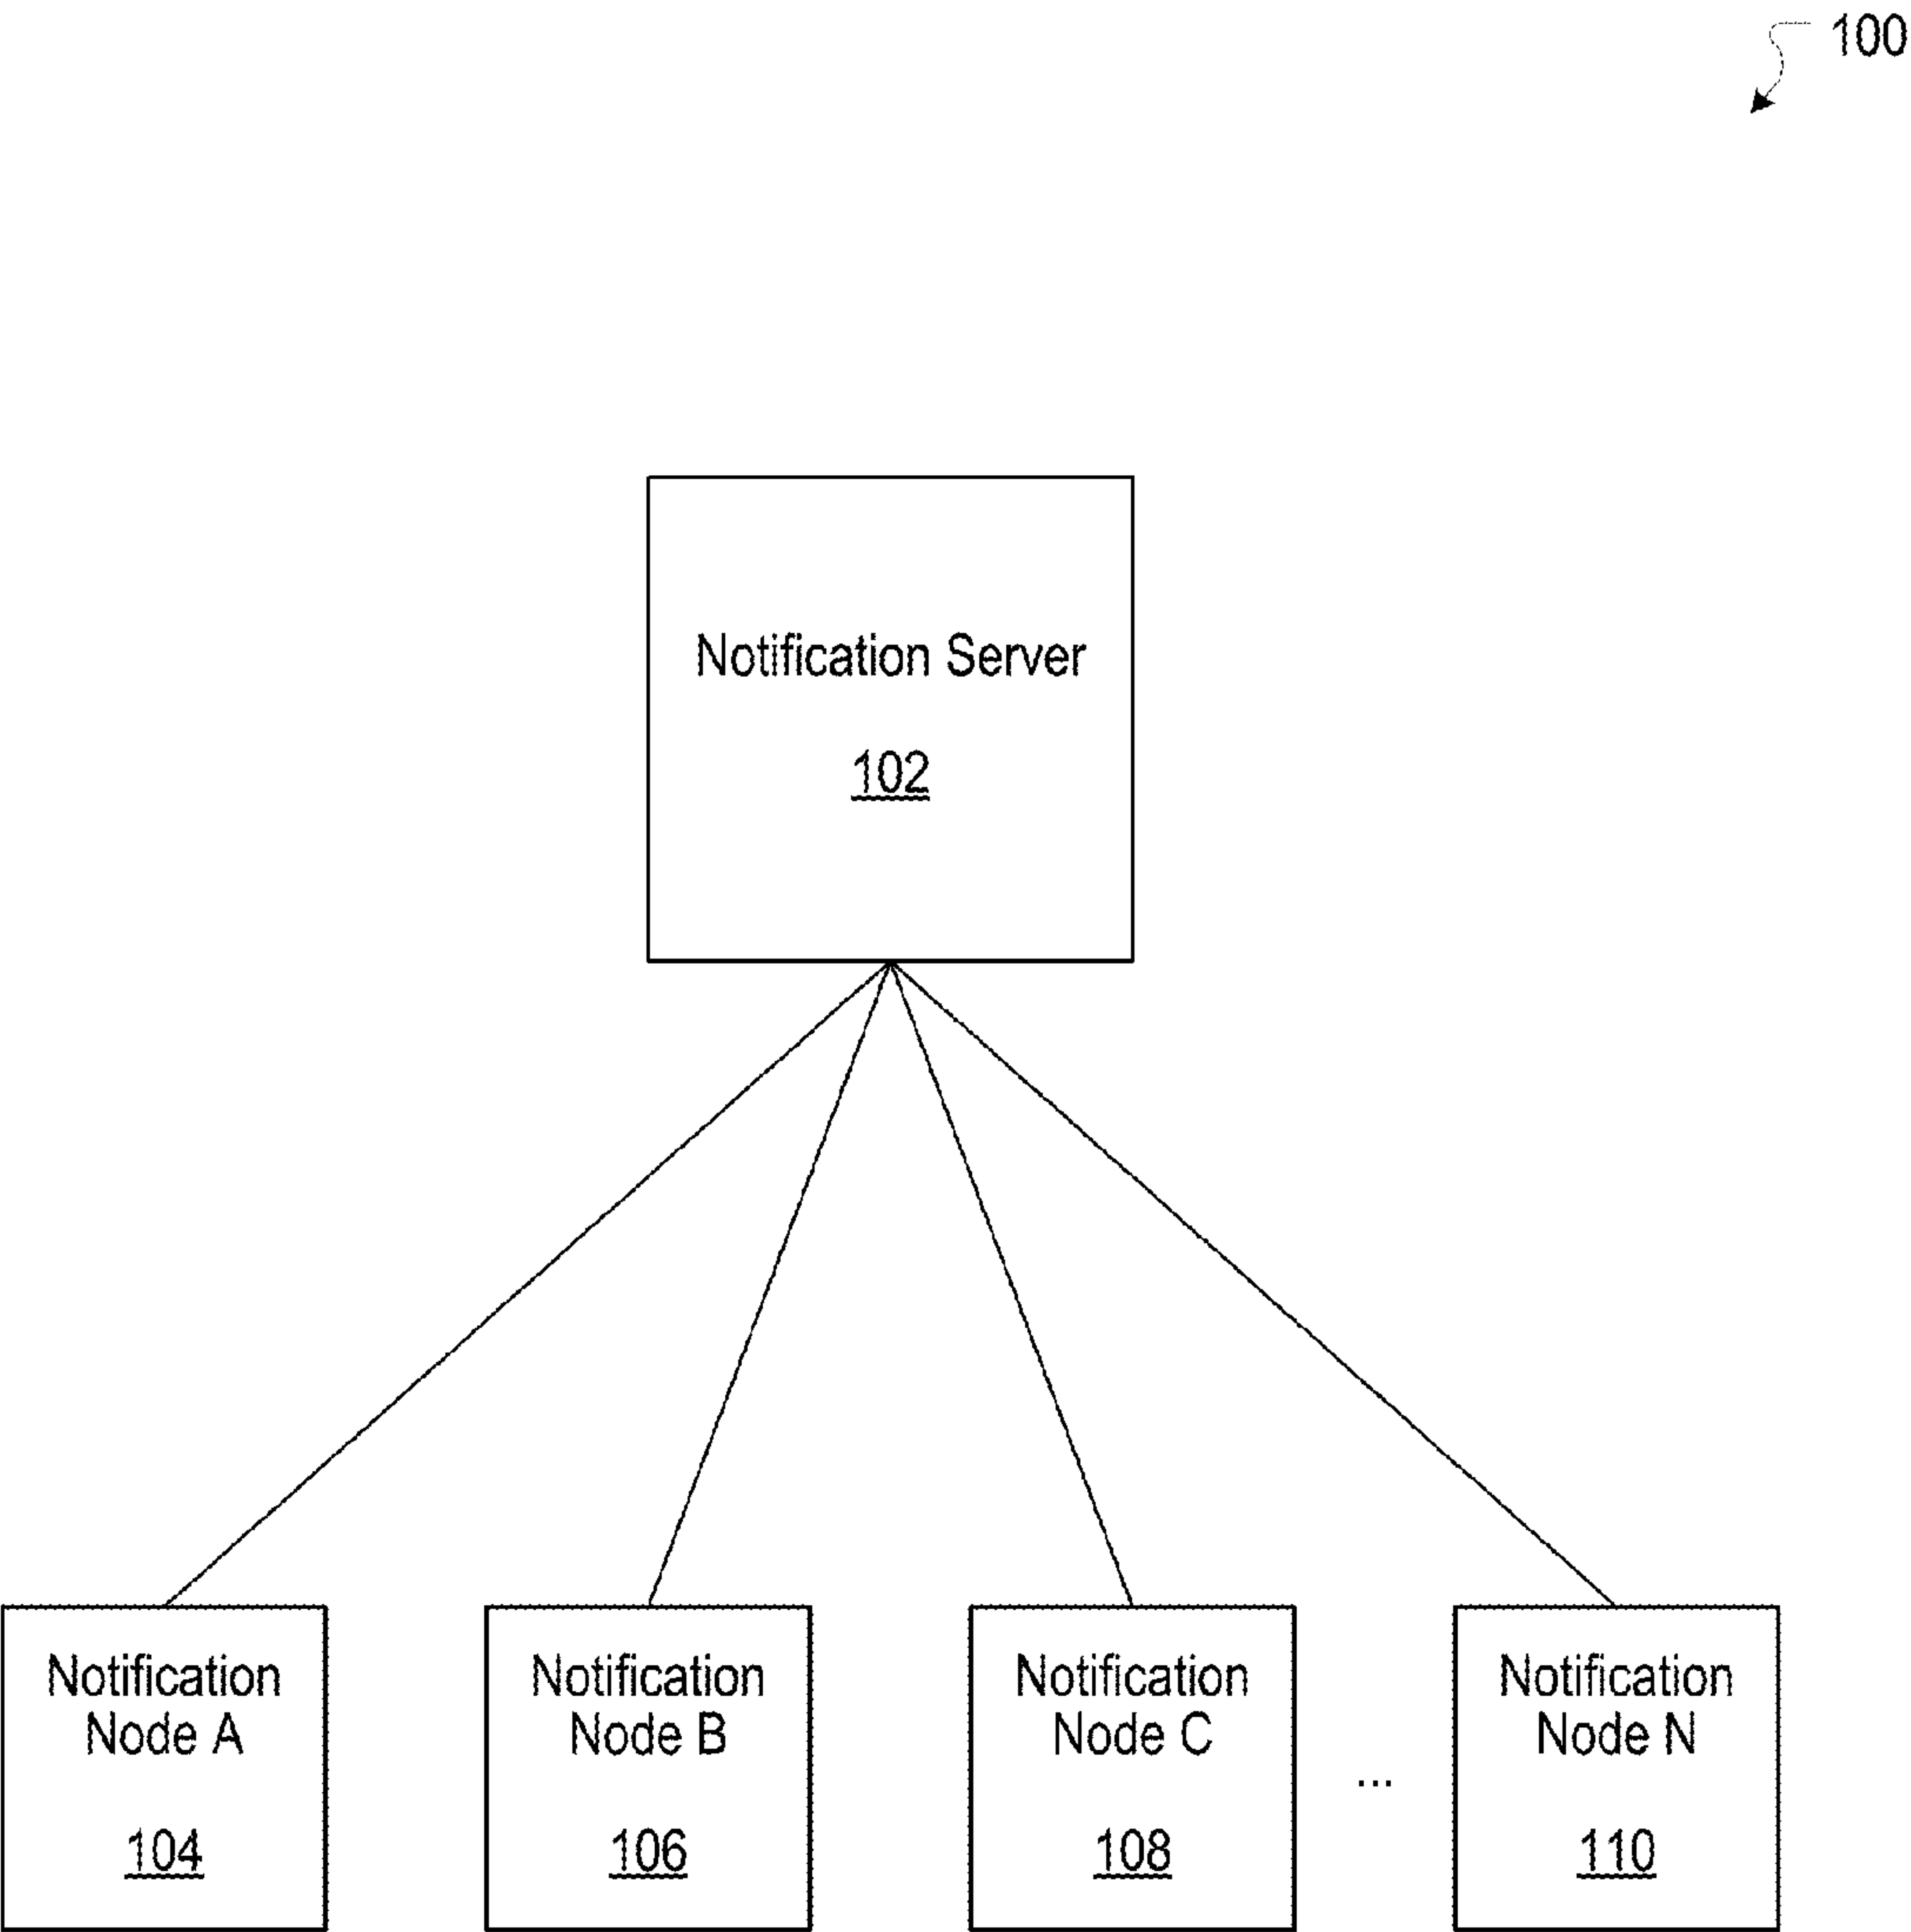 100
Notification Server
102
Notification
Node A
104
Notification
Node B
106
Notification
Node C
108
...
Notification
Node N
110